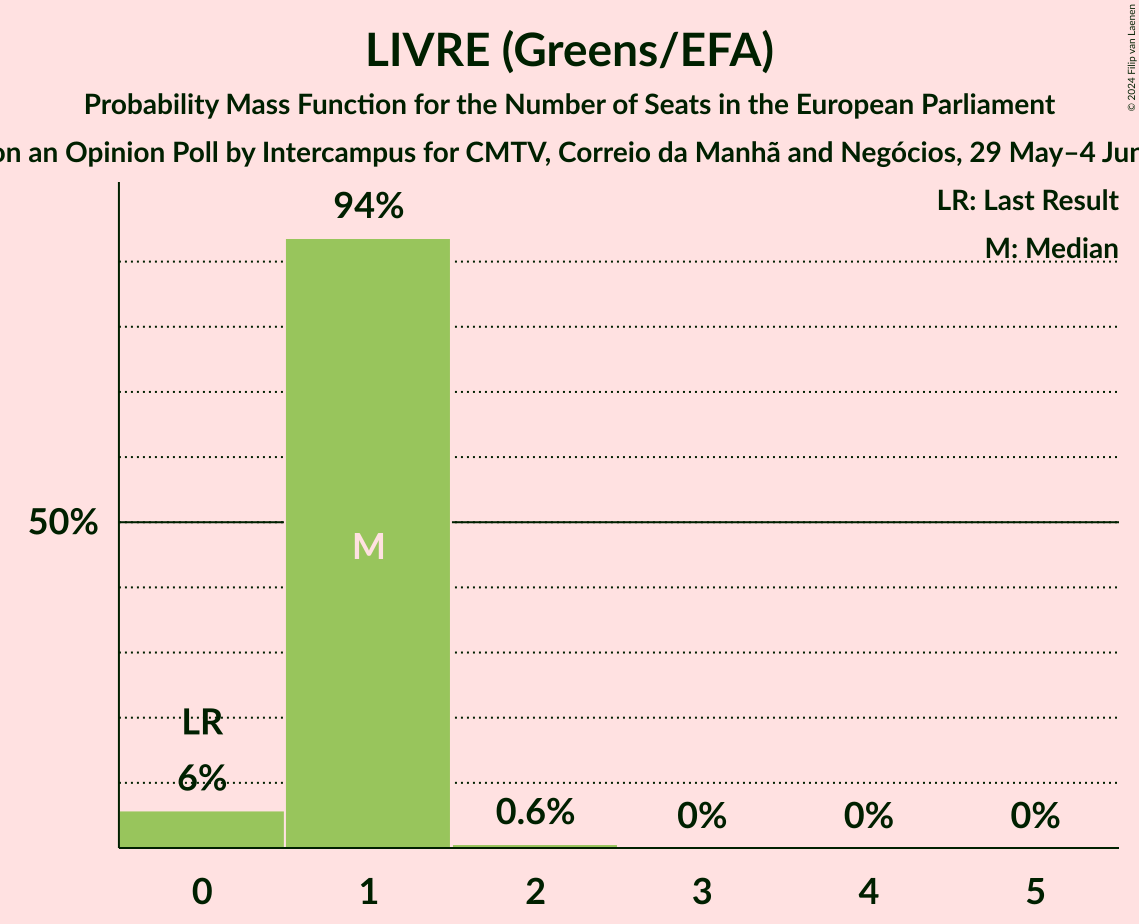 LIVRE (Greens/EFA)
Probability Mass Function for the Number of Seats in the European Parliament
on an Opinion Poll by Intercampus for CMTV, Correio da Manhã and Negócios, 29 May–4 Jun
© 2024 Filip van Laenen
LR: Last Result
M: Median
94%
50%
M
LR
6%
0.6%
0%
0%
0%
0
1
2
3
4
5